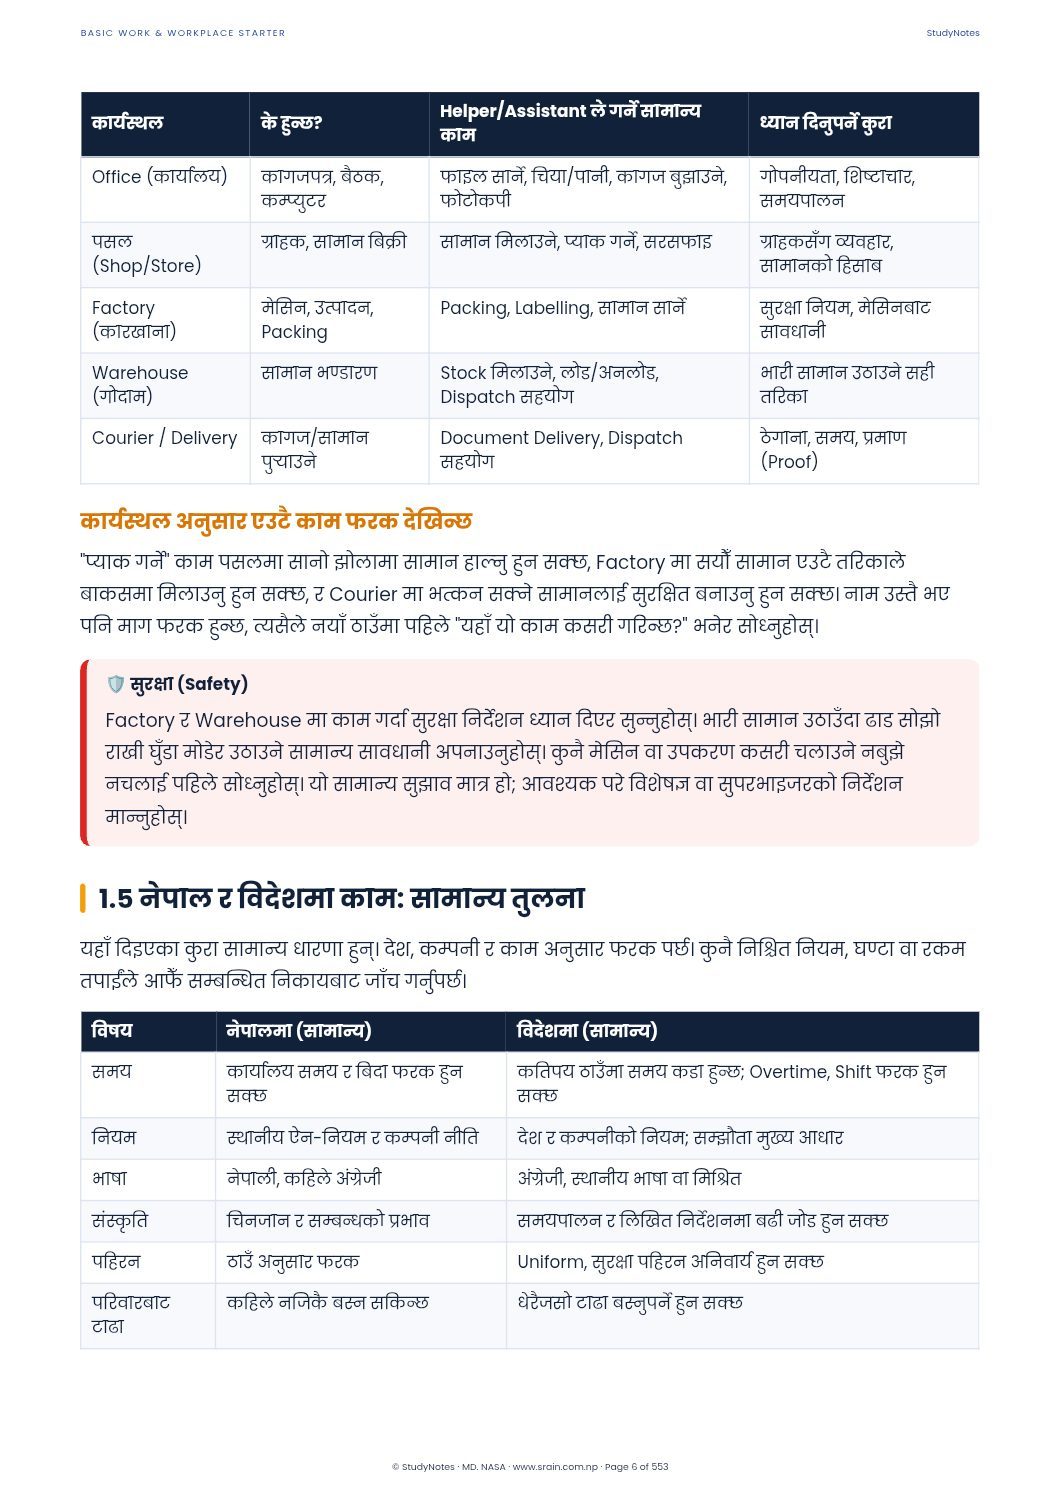 BASIC WORK & WORKPLACE STARTER
StudyNotes
कार्यस्थल
के हुन्छ?
Helper/Assistant ले गर्ने सामान्य
काम
ध्यान दिनुपर्ने कुरा
Office (कार्यालय)
कागजपत्र, बैठक,
कम्प्युटर
फाइल सार्ने, चिया/पानी, कागज बुझाउने,
फोटोकपी
गोपनीयता, शिष्टाचार,
समयपालन
पसल
(Shop/Store)
ग्राहक, सामान बिक्री
सामान मिलाउने, प्याक गर्ने, सरसफाइ
ग्राहकसँग व्यवहार,
सामानको हिसाब
Factory
(कारखाना)
मेसिन, उत्पादन,
Packing
Packing, Labelling, सामान सार्ने
सुरक्षा नियम, मेसिनबाट
सावधानी
Warehouse
(गोदाम)
सामान भण्डारण
Stock मिलाउने, लोड/अनलोड,
Dispatch सहयोग
भारी सामान उठाउने सही
तरिका
Courier / Delivery
कागज/सामान
पुर्‍याउने
Document Delivery, Dispatch
सहयोग
ठेगाना, समय, प्रमाण
(Proof)
कार्यस्थल अनुसार एउटै काम फरक देखिन्छ
"प्याक गर्ने" काम पसलमा सानो झोलामा सामान हाल्नु हुन सक्छ, Factory मा सयौँ सामान एउटै तरिकाले
बाकसमा मिलाउनु हुन सक्छ, र Courier मा भत्कन सक्ने सामानलाई सुरक्षित बनाउनु हुन सक्छ। नाम उस्तै भए
पनि माग फरक हुन्छ, त्यसैले नयाँ ठाउँमा पहिले "यहाँ यो काम कसरी गरिन्छ?" भनेर सोध्नुहोस्।
🛡️ सुरक्षा (Safety)
Factory र Warehouse मा काम गर्दा सुरक्षा निर्देशन ध्यान दिएर सुन्नुहोस्। भारी सामान उठाउँदा ढाड सोझो
राखी घुँडा मोडेर उठाउने सामान्य सावधानी अपनाउनुहोस्। कुनै मेसिन वा उपकरण कसरी चलाउने नबुझे
नचलाई पहिले सोध्नुहोस्। यो सामान्य सुझाव मात्र हो; आवश्यक परे विशेषज्ञ वा सुपरभाइजरको निर्देशन
मान्नुहोस्।
1.5 नेपाल र विदेशमा काम: सामान्य तुलना
यहाँ दिइएका कुरा सामान्य धारणा हुन्। देश, कम्पनी र काम अनुसार फरक पर्छ। कुनै निश्चित नियम, घण्टा वा रकम
तपाईंले आफैँ सम्बन्धित निकायबाट जाँच गर्नुपर्छ।
विषय
नेपालमा (सामान्य)
विदेशमा (सामान्य)
समय
कार्यालय समय र बिदा फरक हुन
सक्छ
कतिपय ठाउँमा समय कडा हुन्छ; Overtime, Shift फरक हुन
सक्छ
नियम
स्थानीय ऐन-नियम र कम्पनी नीति
देश र कम्पनीको नियम; सम्झौता मुख्य आधार
भाषा
नेपाली, कहिले अंग्रेजी
अंग्रेजी, स्थानीय भाषा वा मिश्रित
संस्कृति
चिनजान र सम्बन्धको प्रभाव
समयपालन र लिखित निर्देशनमा बढी जोड हुन सक्छ
पहिरन
ठाउँ अनुसार फरक
Uniform, सुरक्षा पहिरन अनिवार्य हुन सक्छ
परिवारबाट
टाढा
कहिले नजिकै बस्न सकिन्छ
धेरैजसो टाढा बस्नुपर्ने हुन सक्छ
© StudyNotes · MD. NASA · www.srain.com.np · Page 6 of 553